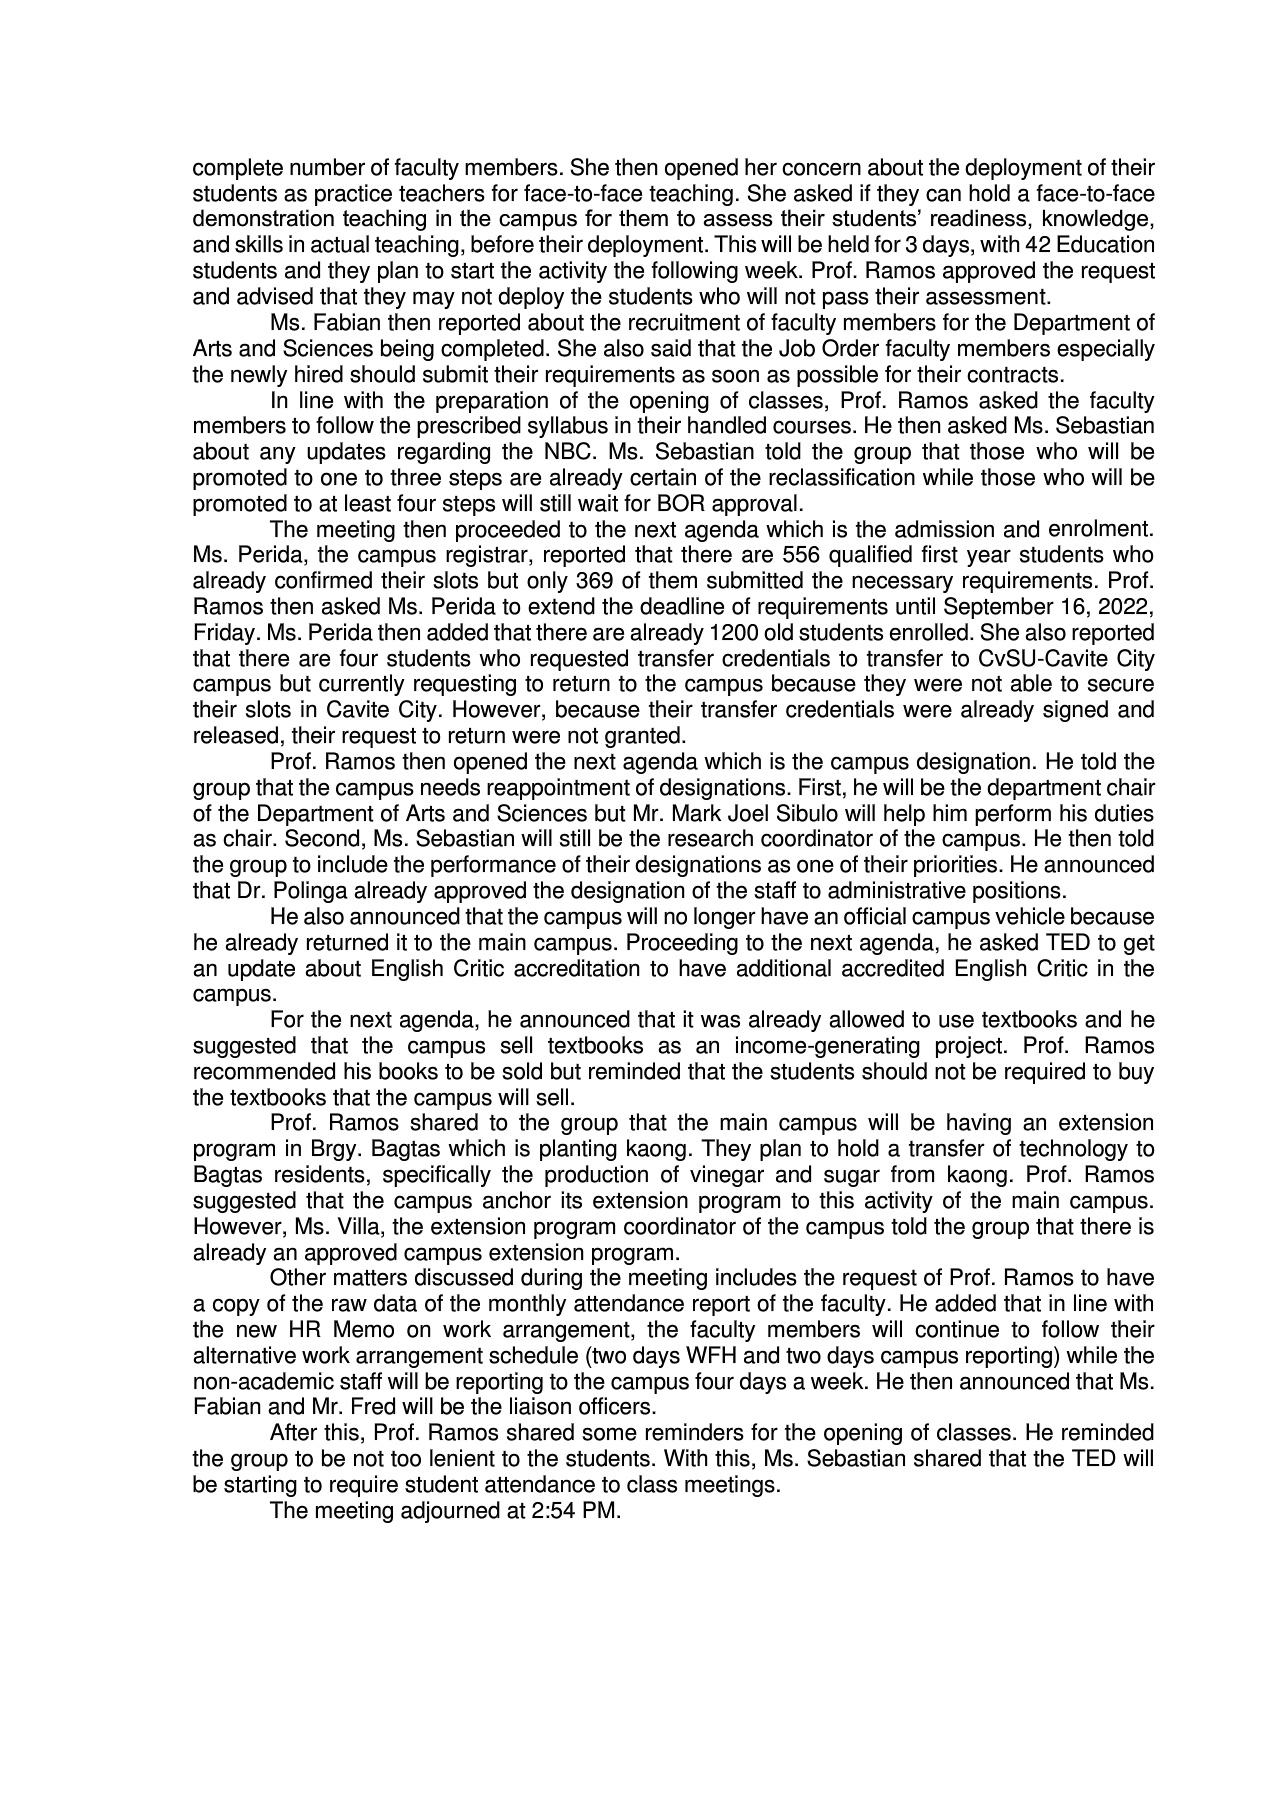 complete number of faculty members. She then opened her concern about the deployment of their
students as practice teachers for face-to-face teaching. She asked if they can hold a face-to-face
demonstration teaching in the campus for them to assess their students’ readiness, knowledge,
and skills in actual teaching, before their deployment. This will be held for 3 days, with 42 Education
students and they plan to start the activity the following week. Prof. Ramos approved the request
and advised that they may not deploy the students who will not pass their assessment.
Ms. Fabian then reported about the recruitment of faculty members for the Department of
Arts and Sciences being completed. She also said that the Job Order faculty members especially
the newly hired should submit their requirements as soon as possible for their contracts.
In line with the preparation of the opening of classes, Prof. Ramos asked the faculty
members to follow the prescribed syllabus in their handled courses. He then asked Ms. Sebastian
about any updates regarding the NBC. Ms. Sebastian told the group that those who will be
promoted to one to three steps are already certain of the reclassification while those who will be
promoted to at least four steps will still wait for BOR approval.
The meeting then proceeded to the next agenda which is the admission and enrolment.
Ms. Perida, the campus registrar, reported that there are 556 qualified first year students who
already confirmed their slots but only 369 of them submitted the necessary requirements. Prof.
Ramos then asked Ms. Perida to extend the deadline of requirements until September 16, 2022,
Friday. Ms. Perida then added that there are already 1200 old students enrolled. She also reported
that there are four students who requested transfer credentials to transfer to CvSU-Cavite City
campus but currently requesting to return to the campus because they were not able to secure
their slots in Cavite City. However, because their transfer credentials were already signed and
released, their request to return were not granted.
Prof. Ramos then opened the next agenda which is the campus designation. He told the
group that the campus needs reappointment of designations. First, he will be the department chair
of the Department of Arts and Sciences but Mr. Mark Joel Sibulo will help him perform his duties
as chair. Second, Ms. Sebastian will still be the research coordinator of the campus. He then told
the group to include the performance of their designations as one of their priorities. He announced
that Dr. Polinga already approved the designation of the staff to administrative positions.
He also announced that the campus will no longer have an official campus vehicle because
he already returned it to the main campus. Proceeding to the next agenda, he asked TED to get
an update about English Critic accreditation to have additional accredited English Critic in the
campus.
For the next agenda, he announced that it was already allowed to use textbooks and he
suggested that the campus sell textbooks as an income-generating project. Prof. Ramos
recommended his books to be sold but reminded that the students should not be required to buy
the textbooks that the campus will sell.
Prof. Ramos shared to the group that the main campus will be having an extension
program in Brgy. Bagtas which is planting kaong. They plan to hold a transfer of technology to
Bagtas residents, specifically the production of vinegar and sugar from kaong. Prof. Ramos
suggested that the campus anchor its extension program to this activity of the main campus.
However, Ms. Villa, the extension program coordinator of the campus told the group that there is
already an approved campus extension program.
Other matters discussed during the meeting includes the request of Prof. Ramos to have
a copy of the raw data of the monthly attendance report of the faculty. He added that in line with
the new HR Memo on work arrangement, the faculty members will continue to follow their
alternative work arrangement schedule (two days WFH and two days campus reporting) while the
non-academic staff will be reporting to the campus four days a week. He then announced that Ms.
Fabian and Mr. Fred will be the liaison officers.
After this, Prof. Ramos shared some reminders for the opening of classes. He reminded
the group to be not too lenient to the students. With this, Ms. Sebastian shared that the TED will
be starting to require student attendance to class meetings.
The meeting adjourned at 2:54 PM.